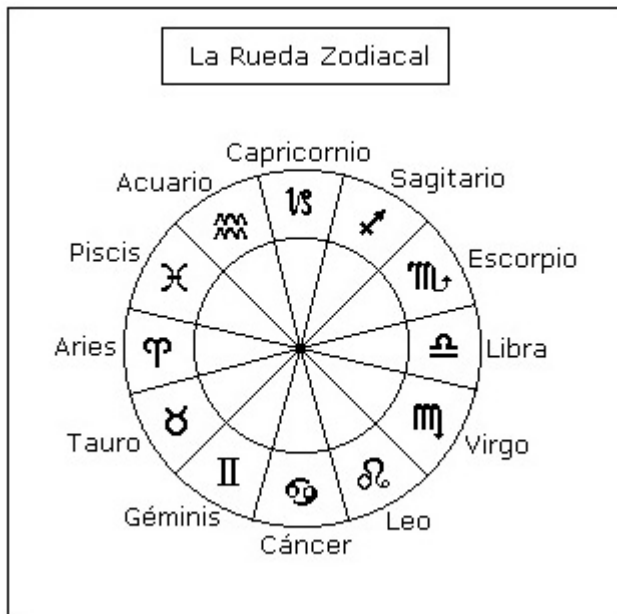 La Rueda Zodiacal
Capricornio
Acuario
Sagitario
Piscis
Escorpio
Aries
Libra
Tauro
Virgo
Géminis
Leo
Cáncer